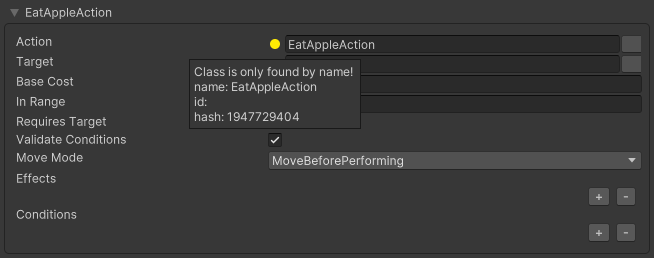 EatAppleAction
Action
EatAppleAction
Target
Class is only found by name!
name: EatAppleAction
id:
hash: 1947729404
Base Cost
In Range
Requires Target
Validate Conditions
Move Mode
MoveBeforePerforming
Effects
+ -
Conditions
+ -